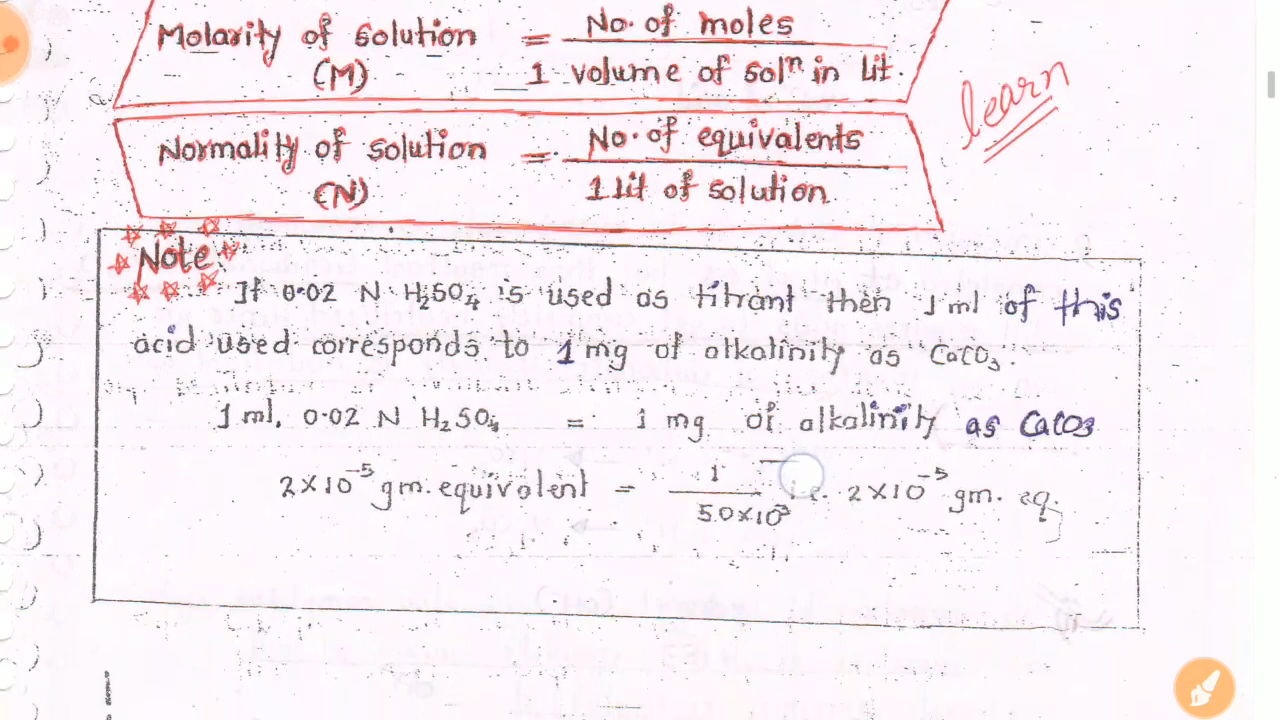 Molarity of solution = No. of moles
(M) 1 volume of solⁿ in lit.
learn
Normality of solution = No. of equivalents
(N) 1 lit of solution
Note:
If 0.02 N H₂SO₄ is used as titrant then 1 ml of this
acid used corresponds to 1 mg of alkalinity as CaCO₃
1 ml, 0.02 N H₂SO₄ = 1 mg of alkalinity as CaCO3
2×10⁻⁵ gm.equivalent = 1 i.e. 2×10⁻⁵ gm. eq.
50×10³